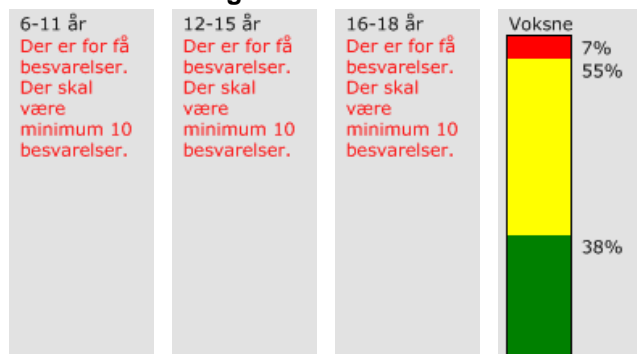 6-11 år
Der er for få
besvarelser.
Der skal
være
minimum 10
besvarelser.
12-15 år
Der er for få
besvarelser.
Der skal
være
minimum 10
besvarelser.
16-18 år
Der er for få
besvarelser.
Der skal
være
minimum 10
besvarelser.
Voksne
7%
55%
38%